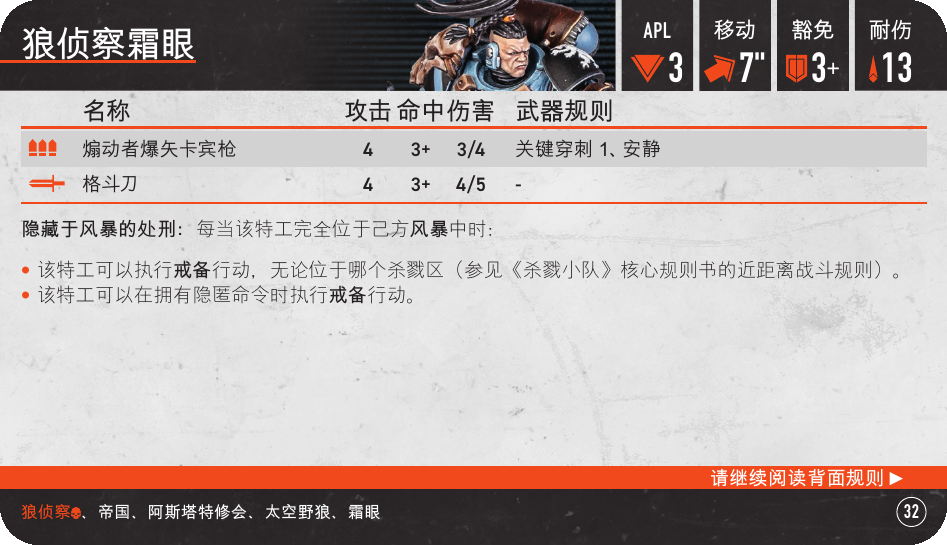 狼侦察霜眼
APL 移动 豁免 耐伤
3 7" 3+ 13
名称 攻击 命中 伤害 武器规则
煽动者爆矢卡宾枪 4 3+ 3/4 关键穿刺 1、安静
格斗刀 4 3+ 4/5 -
隐藏于风暴的处刑：每当该特工完全位于己方风暴中时：
• 该特工可以执行戒备行动，无论位于哪个杀戮区（参见《杀戮小队》核心规则书的近距离战斗规则）。
• 该特工可以在拥有隐匿命令时执行戒备行动。
请继续阅读背面规则 ▶
狼侦察、帝国、阿斯塔特修会、太空野狼、霜眼
32